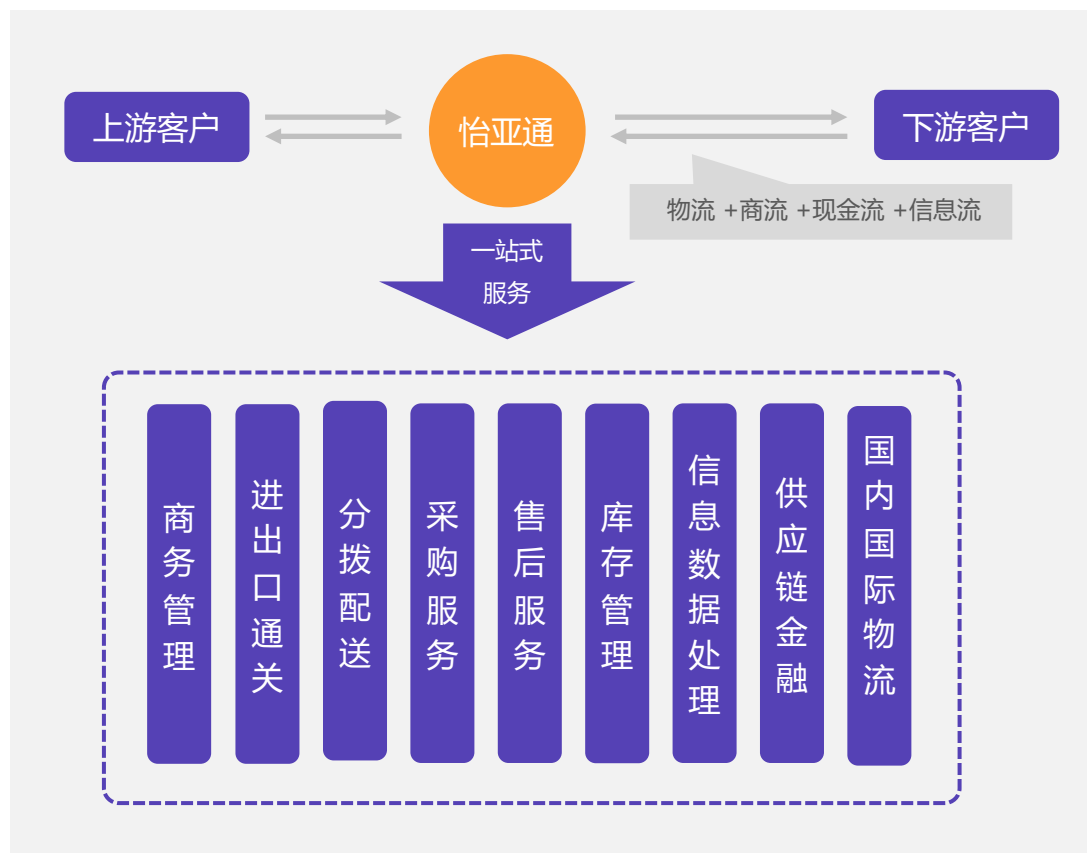 上游客户
怡亚通
下游客户
物流 +商流 +现金流 +信息流
一站式
服务
商务管理
进出口通关
分拨配送
采购服务
售后服务
库存管理
信息数据处理
供应链金融
国内国际物流